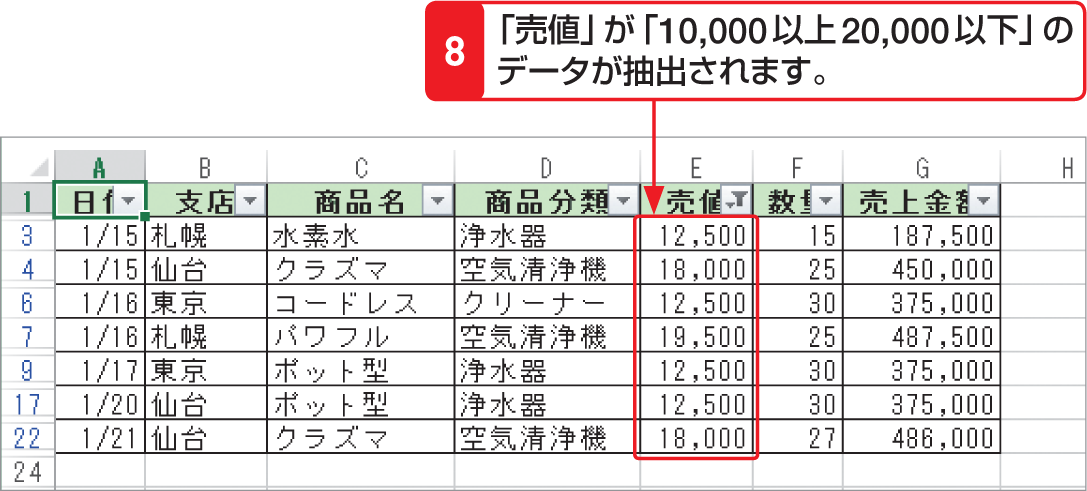 8
「売値」が「10,000以上20,000以下」の
データが抽出されます。
A B C D E F G H
1 日付 支店 商品名 商品分類 売値 数量 売上金額
3 1/15 札幌 水素水 浄水器 12,500 15 187,500
4 1/15 仙台 クラズマ 空気清浄機 18,000 25 450,000
6 1/16 東京 コードレス クリーナー 12,500 30 375,000
7 1/16 札幌 パワフル 空気清浄機 19,500 25 487,500
9 1/17 東京 ポット型 浄水器 12,500 30 375,000
17 1/20 仙台 ポット型 浄水器 12,500 30 375,000
22 1/21 仙台 クラズマ 空気清浄機 18,000 27 486,000
24